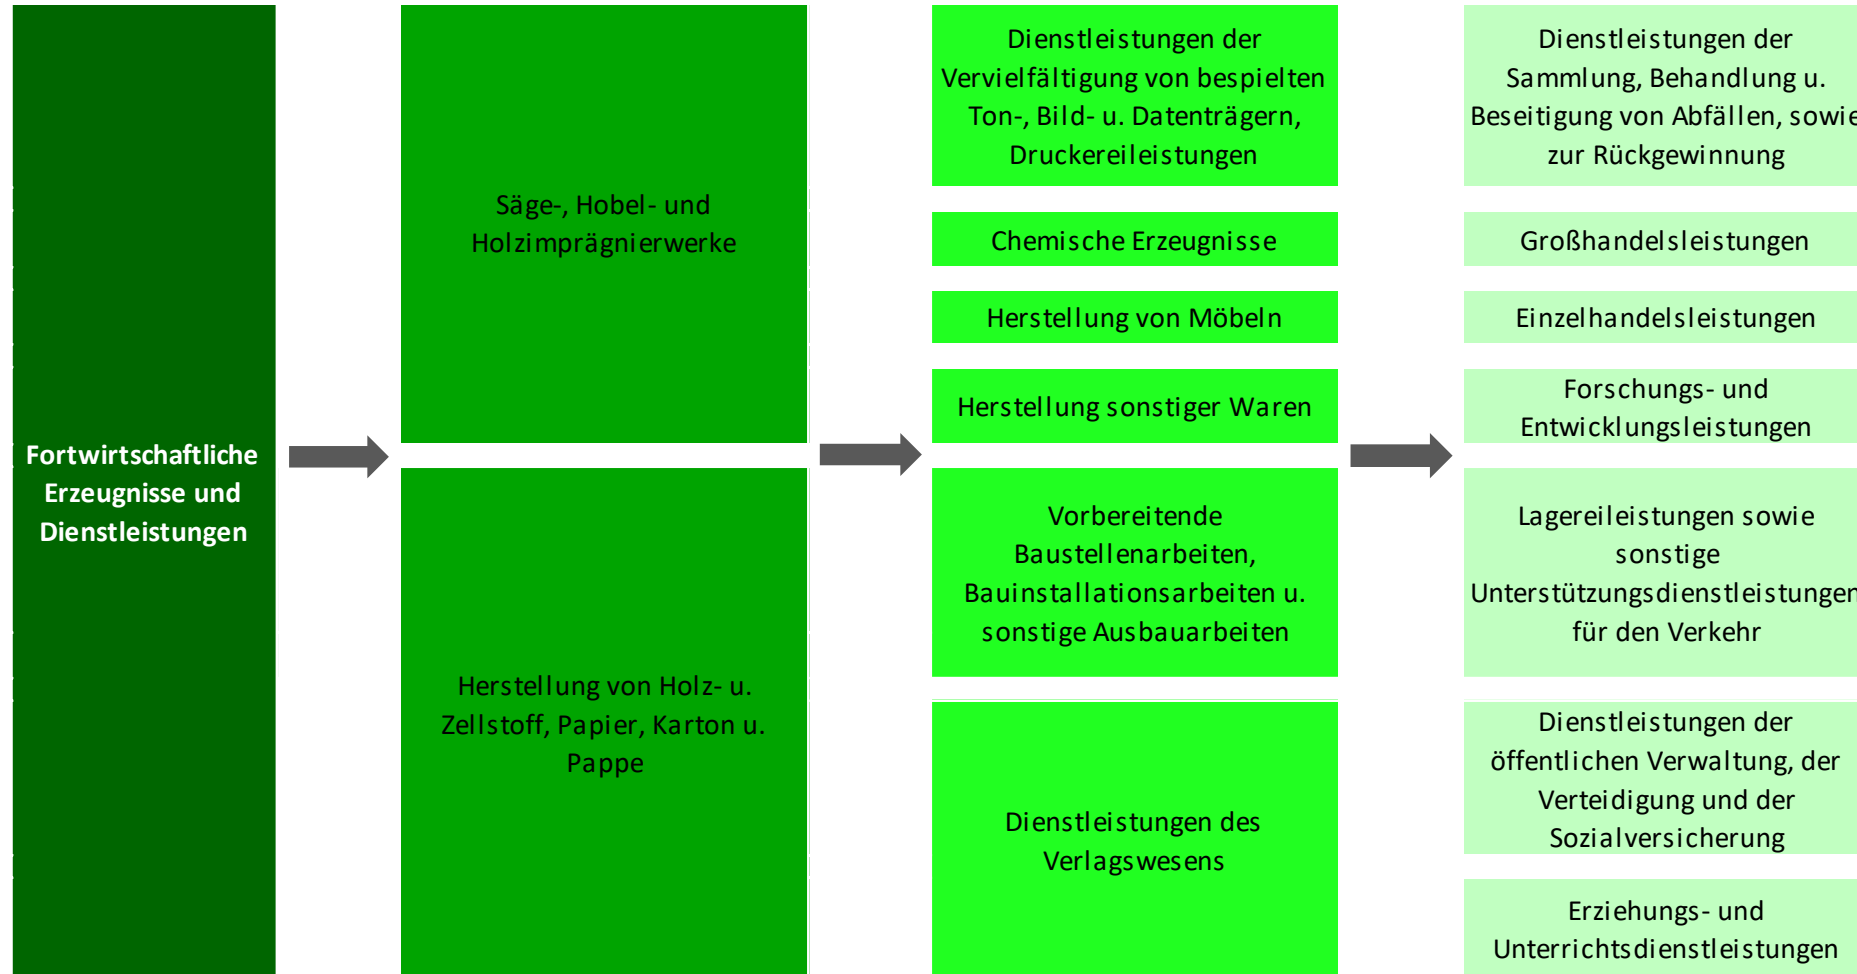 Fortwirtschaftliche
Erzeugnisse und
Dienstleistungen
Säge-, Hobel- und
Holzimprägnierwerke
Herstellung von Holz- u.
Zellstoff, Papier, Karton u.
Pappe
Dienstleistungen der
Vervielfältigung von bespielten
Ton-, Bild- u. Datenträgern,
Druckereileistungen
Chemische Erzeugnisse
Herstellung von Möbeln
Herstellung sonstiger Waren
Vorbereitende
Baustellenarbeiten,
Bauinstallationsarbeiten u.
sonstige Ausbauarbeiten
Dienstleistungen des
Verlagswesens
Dienstleistungen der
Sammlung, Behandlung u.
Beseitigung von Abfällen, sowie
zur Rückgewinnung
Großhandelsleistungen
Einzelhandelsleistungen
Forschungs- und
Entwicklungsleistungen
Lagereileistungen sowie
sonstige
Unterstützungsdienstleistungen
für den Verkehr
Dienstleistungen der
öffentlichen Verwaltung, der
Verteidigung und der
Sozialversicherung
Erziehungs- und
Unterrichtsdienstleistungen